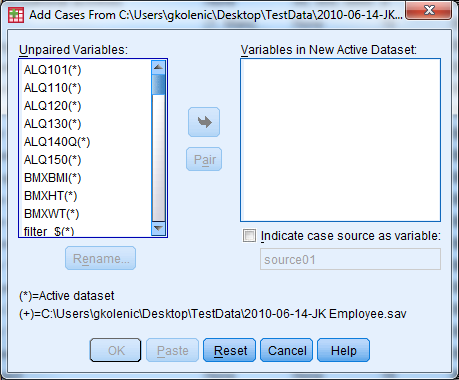 Add Cases From C:\Users\gkolenic\Desktop\TestData\2010-06-14-JK...
Unpaired Variables:
ALQ101(*)
ALQ110(*)
ALQ120(*)
ALQ130(*)
ALQ140Q(*)
ALQ150(*)
BMXBMI(*)
BMXHT(*)
BMXWT(*)
filter_$(*)
Rename...
Pair
Variables in New Active Dataset:
Indicate case source as variable:
source01
(*)=Active dataset
(+)=C:\Users\gkolenic\Desktop\TestData\2010-06-14-JK Employee.sav
OK
Paste
Reset
Cancel
Help